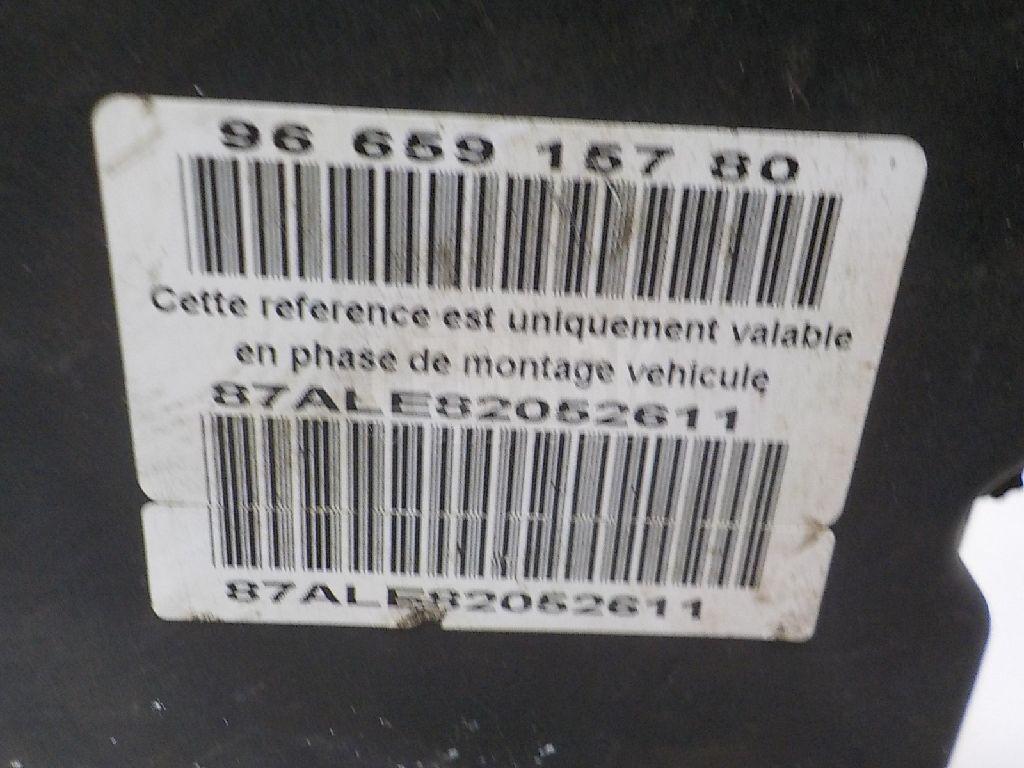 96 659 157 80
Cette reference est uniquement valable
en phase de montage vehicule
87ALE82052611
87ALE82052611